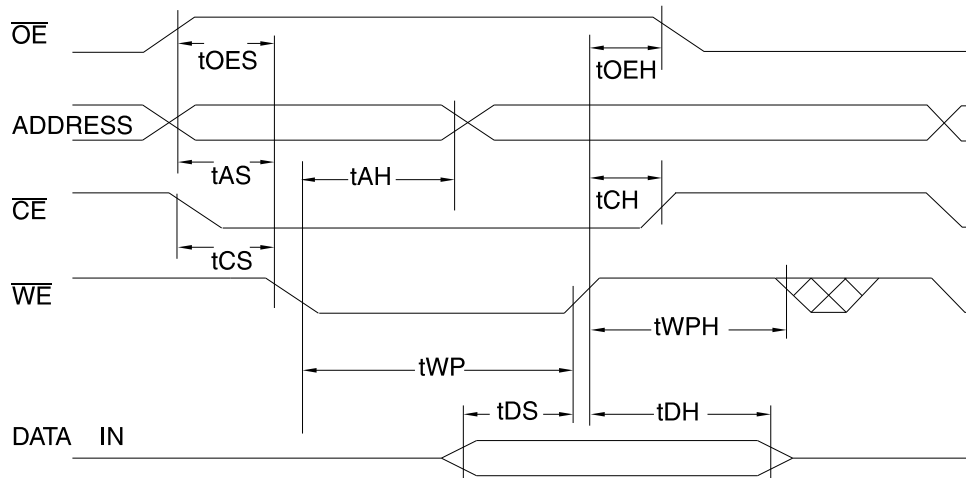 OE
tOES
tOEH
ADDRESS
tAS
tAH
tCH
CE
tCS
WE
tWPH
tWP
tDS
tDH
DATA IN